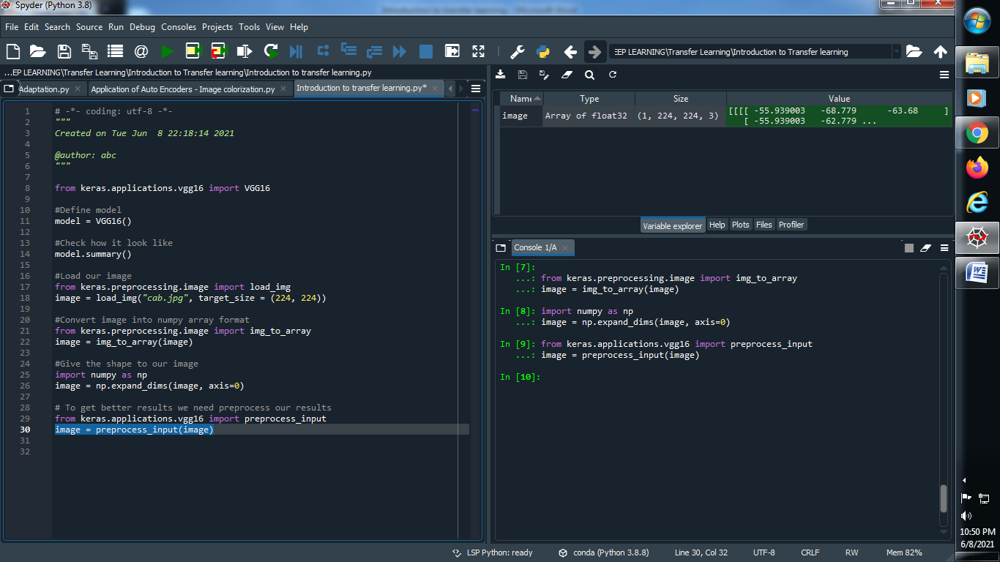 Spyder (Python 3.8)
File Edit Search Source Run Debug Consoles Projects Tools View Help
EEP LEARNING\Transfer Learning\Introduction to Transfer learning
...EP LEARNING\Transfer Learning\Introduction to Transfer learning\Introduction to transfer learning.py
Adaptation.py Application of Auto Encoders - Image colorization.py Introduction to transfer learning.py*
1 # -*- coding: utf-8 -*-
2 """
3 Created on Tue Jun  8 22:18:14 2021
4
5 @author: abc
6 """
7
8 from keras.applications.vgg16 import VGG16
9
10 #Define model
11 model = VGG16()
12
13 #Check how it look like
14 model.summary()
15
16 #Load our image
17 from keras.preprocessing.image import load_img
18 image = load_img("cab.jpg", target_size = (224, 224))
19
20 #Convert image into numpy array format
21 from keras.preprocessing.image import img_to_array
22 image = img_to_array(image)
23
24 #Give the shape to our image
25 import numpy as np
26 image = np.expand_dims(image, axis=0)
27
28 # To get better results we need preprocess our results
29 from keras.applications.vgg16 import preprocess_input
30 image = preprocess_input(image)
31
32
Name Type Size Value
image Array of float32 (1, 224, 224, 3) [[[[ -55.939003 -68.779 -63.68 ]
[ -55.939003 -62.779 ...
Variable explorer Help Plots Files Profiler
Console 1/A
In [7]:
...: from keras.preprocessing.image import img_to_array
...: image = img_to_array(image)
In [8]: import numpy as np
...: image = np.expand_dims(image, axis=0)
In [9]: from keras.applications.vgg16 import preprocess_input
...: image = preprocess_input(image)
In [10]:
LSP Python: ready conda (Python 3.8.8) Line 30, Col 32 UTF-8 CRLF RW Mem 82%
10:50 PM
6/8/2021